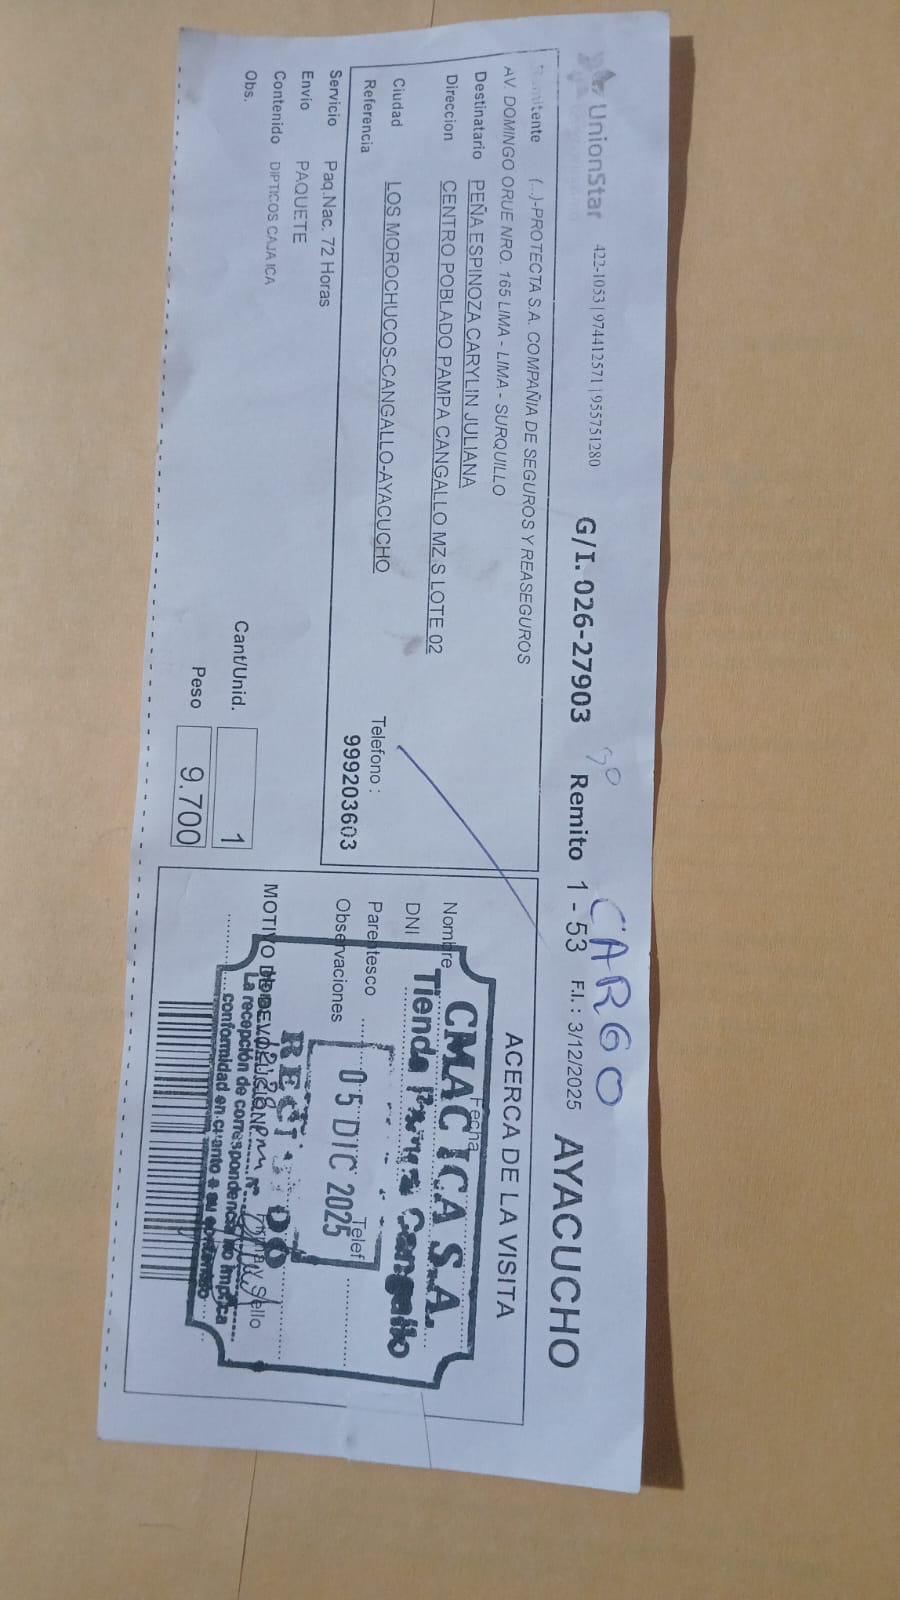 UnionStar 422-1053 | 974412571 | 955751280 G/I. 026-27903 Remito 1 - 53 F.I.: 3/12/2025 AYACUCHO
CARGO
Remitente (...)-PROTECTA S.A. COMPAÑIA DE SEGUROS Y REASEGUROS
AV. DOMINGO ORUE NRO. 165 LIMA - LIMA - SURQUILLO
Destinatario PEÑA ESPINOZA CARYLIN JULIANA
Direccion CENTRO POBLADO PAMPA CANGALLO MZ.S LOTE 02
Ciudad LOS MOROCHUCOS-CANGALLO-AYACUCHO
Referencia
Telefono :
999203603
Servicio Paq.Nac. 72 Horas
Envío PAQUETE
Contenido DIPTICOS CAJA ICA
Obs.
Cant/Unid. 1
Peso 9.700
ACERCA DE LA VISITA
Fecha
Nombre
DNI
Parentesco
Telef
Observaciones
MOTIVO DE DEVOLUCION
Firma y Sello
CMAC ICA S.A.
Tienda Pampa Cangallo
05 DIC 2025
RECIBIDO
La recepción de correspondencia no implica
conformidad en cuanto a su contenido